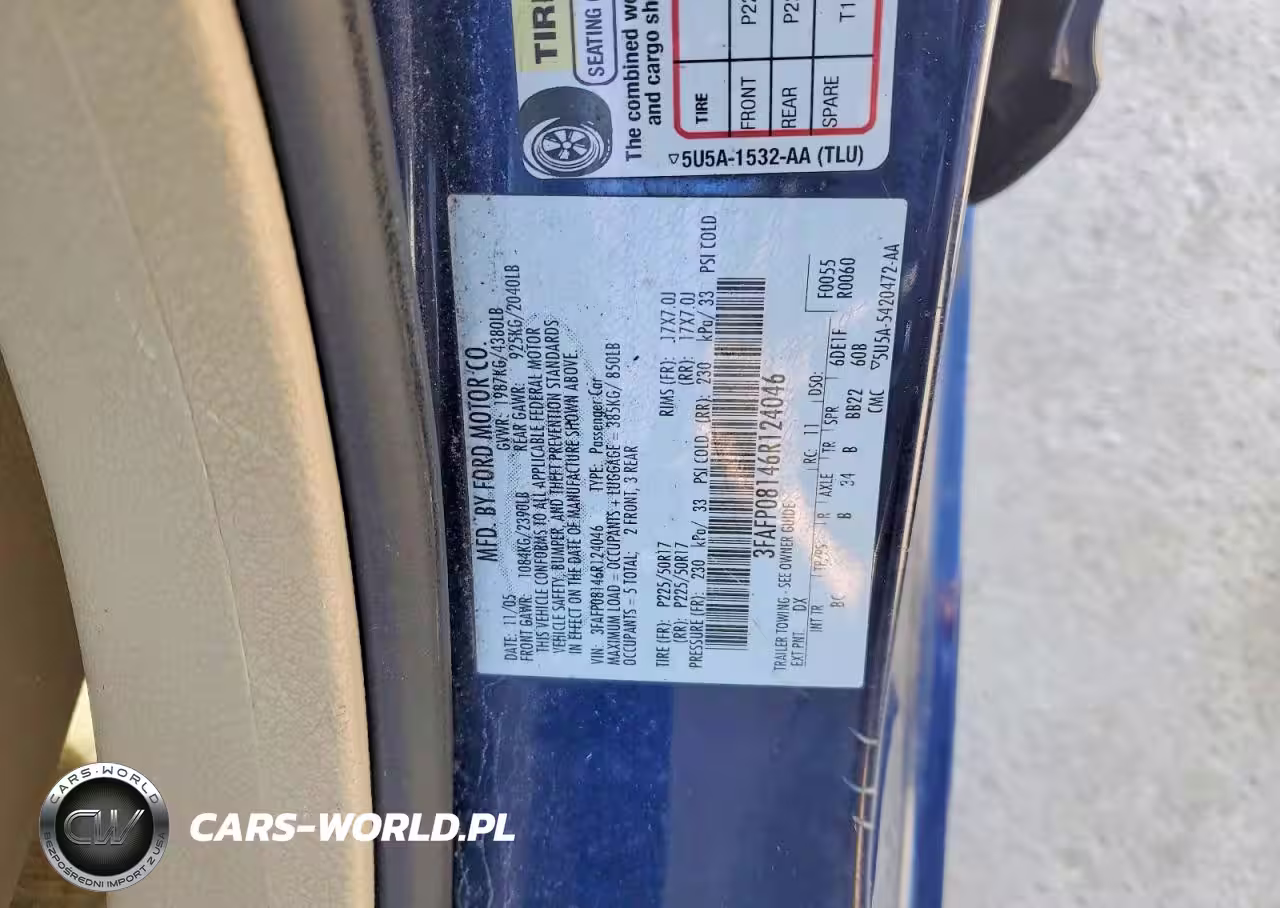 TIRE
SEATING
The combined
and cargo
TIRE
FRONT
REAR
SPARE T1
▽5U5A-1532-AA (TLU)
MFD. BY FORD MOTOR CO.
DATE: 11/05 GVWR: 1987KG/4380LB
FRONT GAWR: 1084KG/2390LB REAR GAWR: 925KG/2040LB
THIS VEHICLE CONFORMS TO ALL APPLICABLE FEDERAL MOTOR
VEHICLE SAFETY, BUMPER, AND THEFT PREVENTION STANDARDS
IN EFFECT ON THE DATE OF MANUFACTURE SHOWN ABOVE.
VIN: 3FAFP08146R124046 TYPE: Passenger Car
MAXIMUM LOAD = OCCUPANTS + LUGGAGE = 385KG/ 850LB
OCCUPANTS = 5 TOTAL: 2 FRONT, 3 REAR
TIRE (FR): P225/50R17 RIMS (FR): 17X7.0J
(RR): P225/50R17 (RR): 17X7.0J
PRESSURE (FR): 230 kPa/ 33 PSI COLD (RR): 230 kPa/ 33 PSI COLD
3FAFP08146R124046
TRAILER TOWING - SEE OWNER GUIDE
F0055
R0060
EXT PNT: DX RC: 11 DSO:
INT TR TP/PS R AXLE TR SPR 6DE1F
BC B 34 B BB22 60B
CMC ▽5U5A-5420472-AA
CARS-WORLD
CW
BEZPOŚREDNI IMPORT Z USA
CARS-WORLD.PL